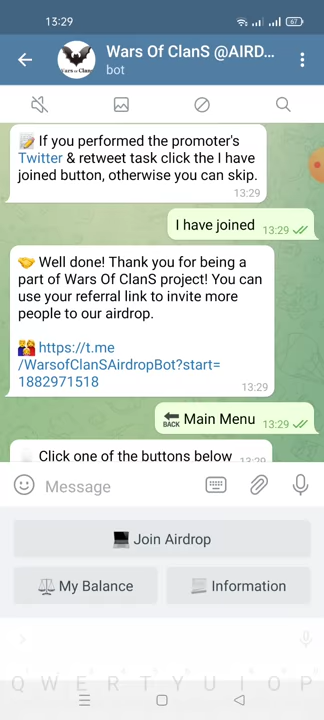 13:29
67
Wars Of ClanS @AIRD...
bot
Wars of Clans
📝 If you performed the promoter's
Twitter & retweet task click the I have
joined button, otherwise you can skip.
13:29
I have joined 13:29
🤝 Well done! Thank you for being a
part of Wars Of ClanS project! You can
use your referral link to invite more
people to our airdrop.
👫 https://t.me
/WarsofClanSAirdropBot?start=
1882971518
13:29
🔙 Main Menu 13:29
Click one of the buttons below 13:29
Message
💻 Join Airdrop
⚖ My Balance
📃 Information
Q W E R T Y U I O P